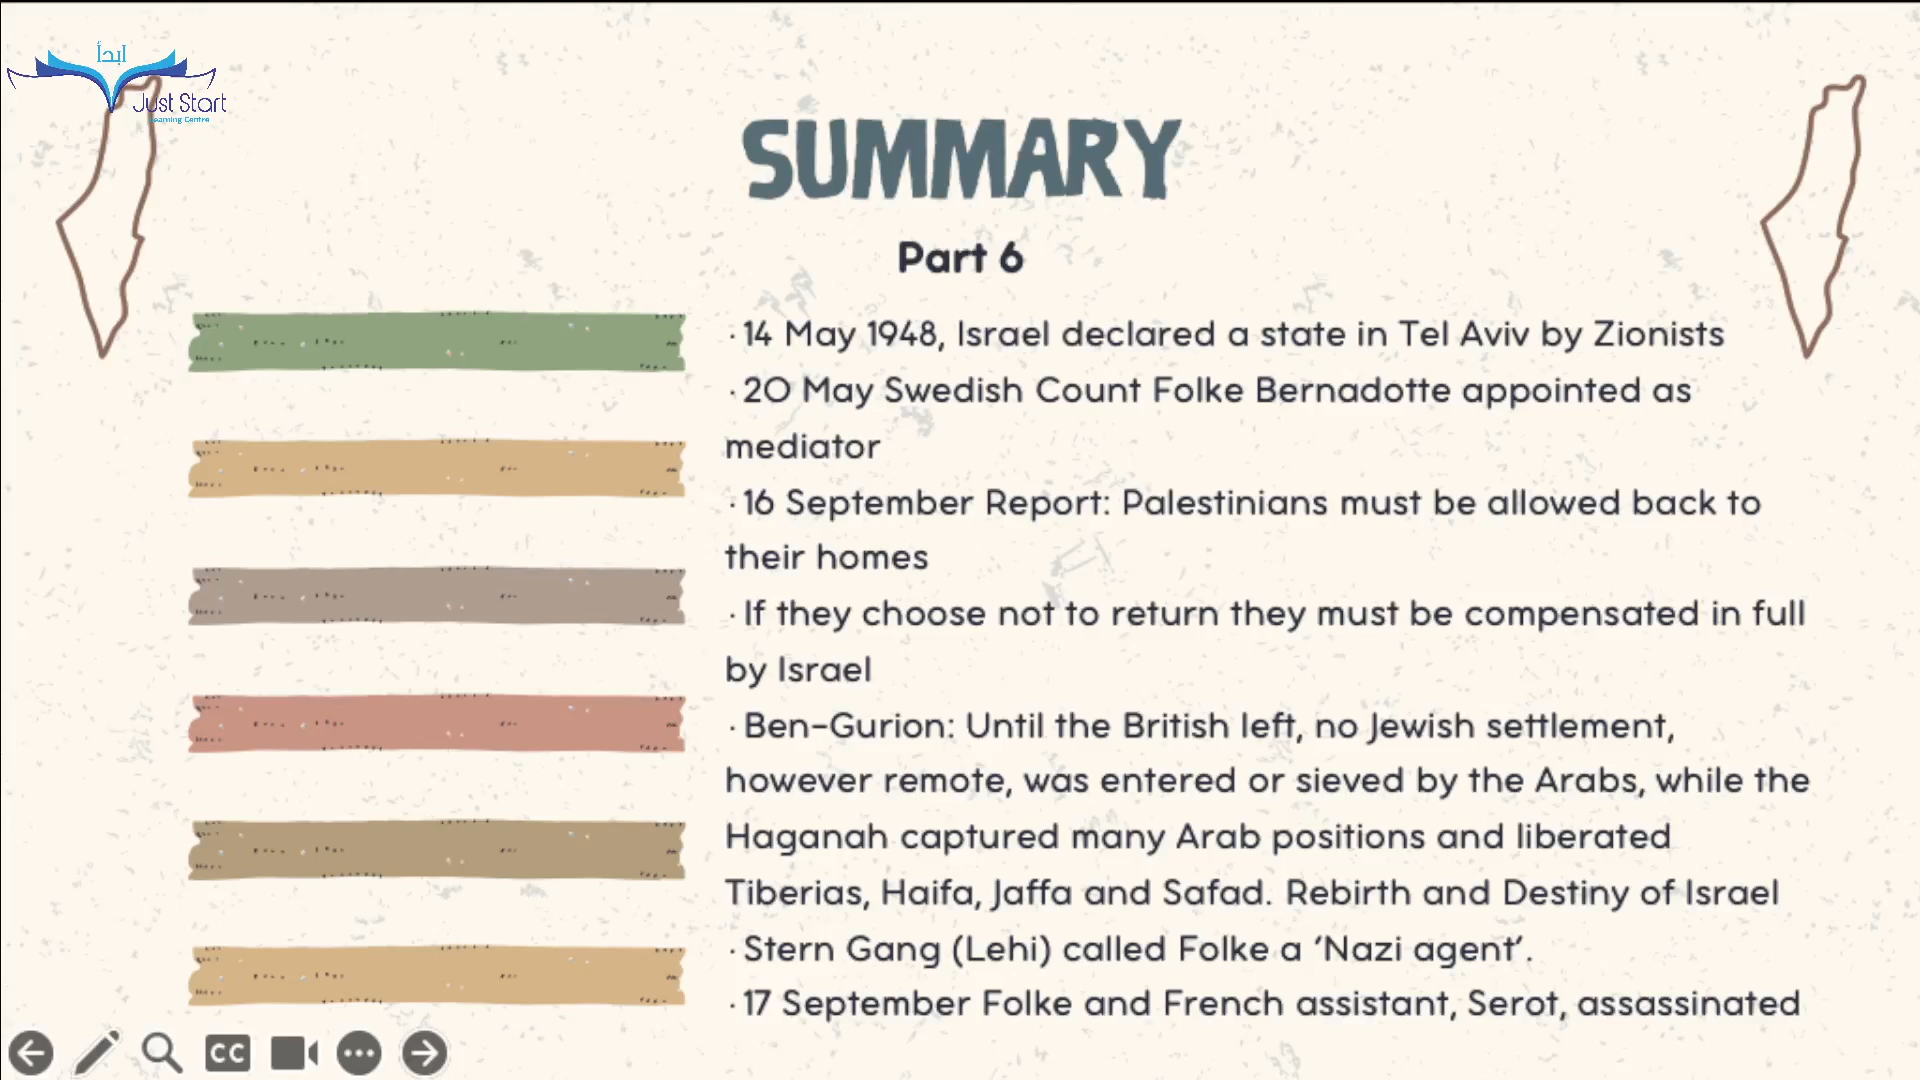 ابدأ
Just Start
Learning Centre
SUMMARY
Part 6
· 14 May 1948, Israel declared a state in Tel Aviv by Zionists
· 20 May Swedish Count Folke Bernadotte appointed as
mediator
· 16 September Report: Palestinians must be allowed back to
their homes
· If they choose not to return they must be compensated in full
by Israel
· Ben-Gurion: Until the British left, no Jewish settlement,
however remote, was entered or sieved by the Arabs, while the
Haganah captured many Arab positions and liberated
Tiberias, Haifa, Jaffa and Safad. Rebirth and Destiny of Israel
· Stern Gang (Lehi) called Folke a ‘Nazi agent’.
· 17 September Folke and French assistant, Serot, assassinated
CC